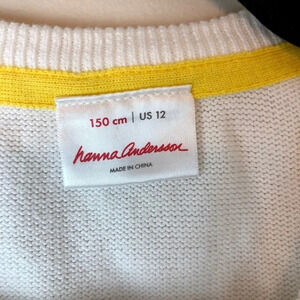 150 cm | US 12
hanna andersson
MADE IN CHINA